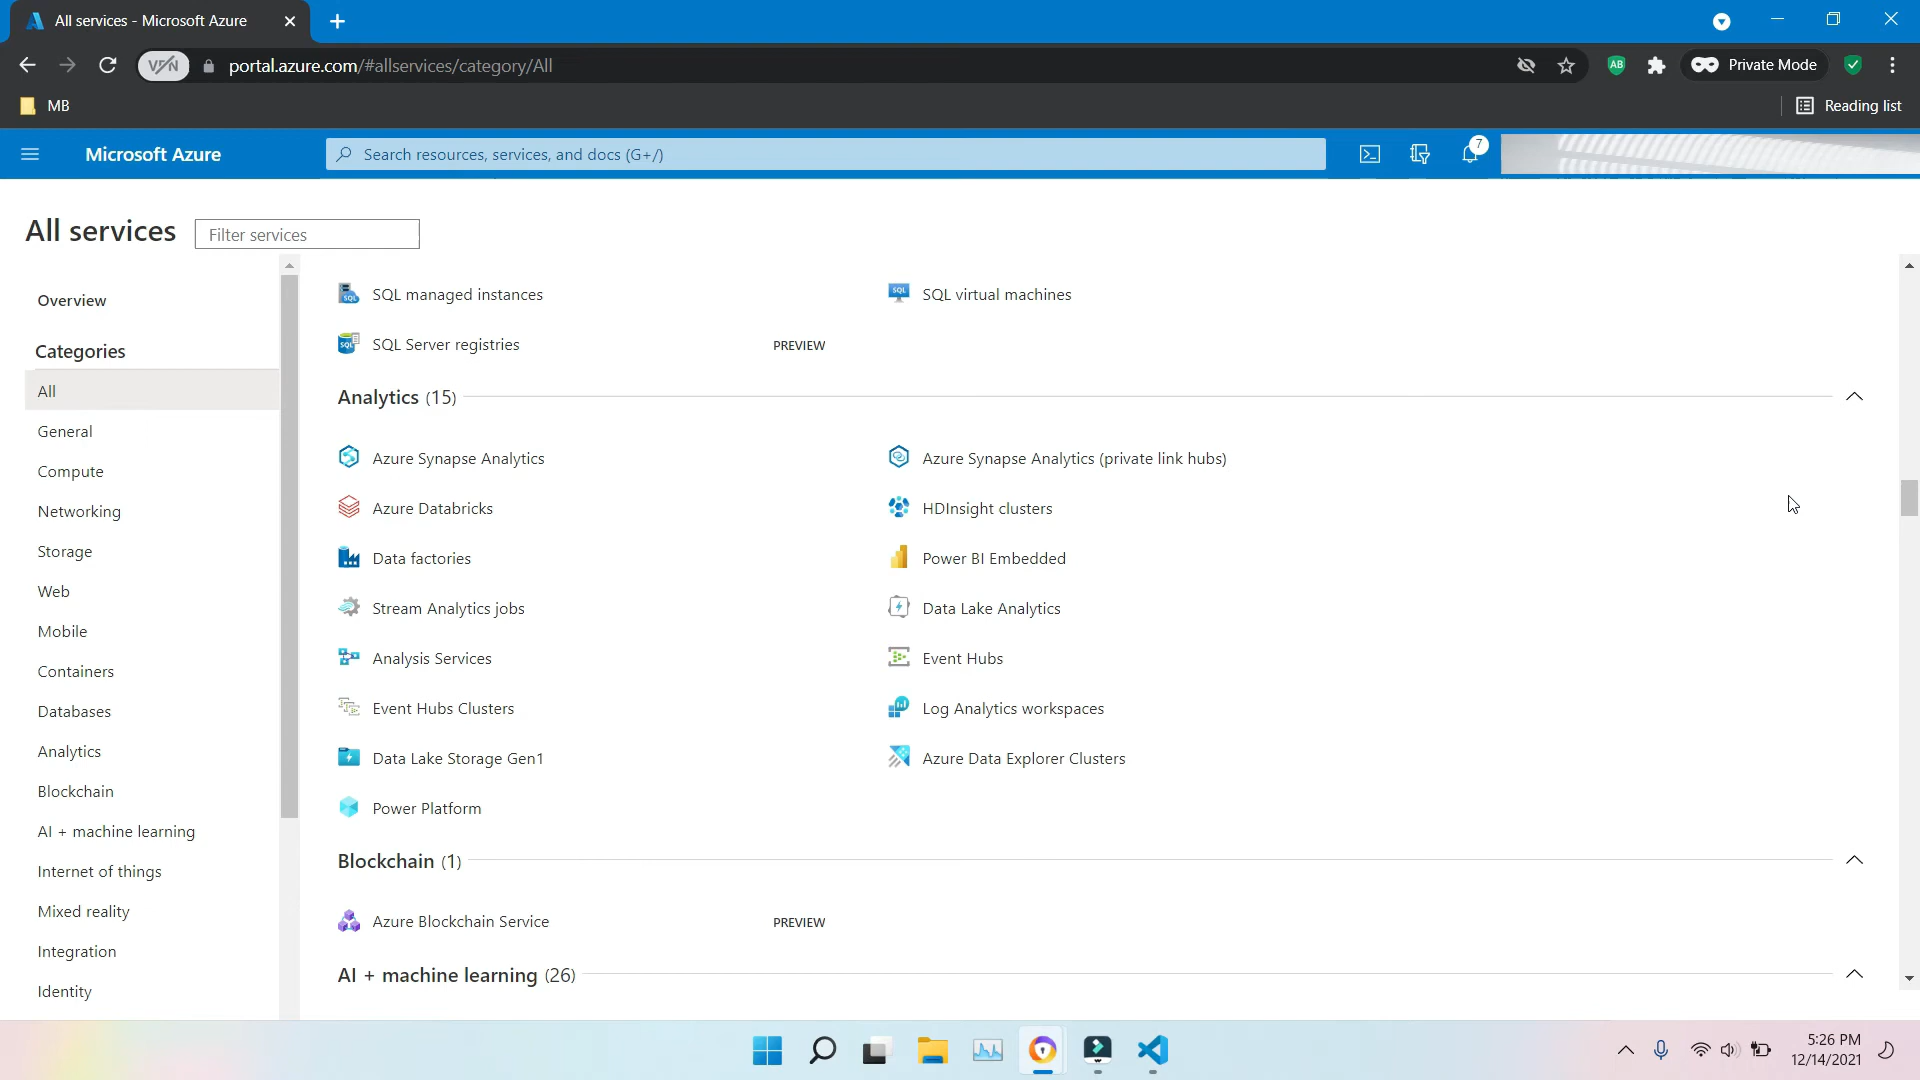 All services - Microsoft Azure
VPN
portal.azure.com/#allservices/category/All
AB
Private Mode
MB
Reading list
Microsoft Azure
Search resources, services, and docs (G+/)
7
All services
Filter services
Overview
Categories
All
General
Compute
Networking
Storage
Web
Mobile
Containers
Databases
Analytics
Blockchain
AI + machine learning
Internet of things
Mixed reality
Integration
Identity
SQL managed instances
SQL
SQL virtual machines
SQL Server registries
PREVIEW
Analytics (15)
Azure Synapse Analytics
Azure Synapse Analytics (private link hubs)
Azure Databricks
HDInsight clusters
Data factories
Power BI Embedded
Stream Analytics jobs
Data Lake Analytics
Analysis Services
Event Hubs
Event Hubs Clusters
Log Analytics workspaces
Data Lake Storage Gen1
Azure Data Explorer Clusters
Power Platform
Blockchain (1)
Azure Blockchain Service
PREVIEW
AI + machine learning (26)
5:26 PM
12/14/2021